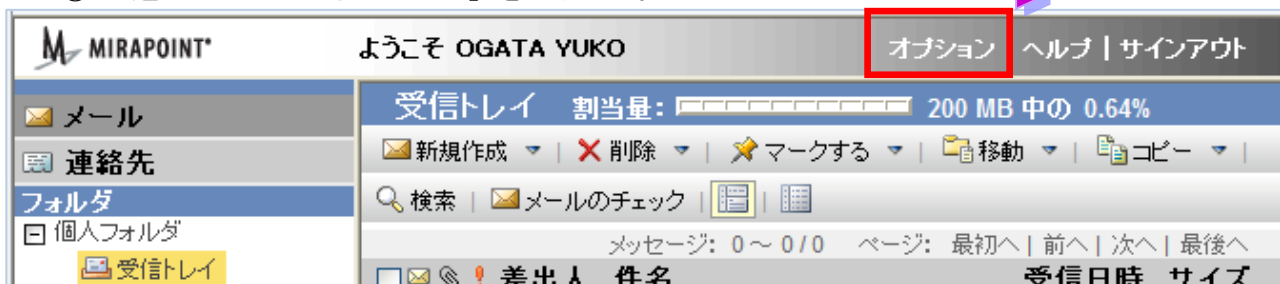 MIRAPOINT ようこそ OGATA YUKO オプション ヘルプ | サインアウト
メール
連絡先
フォルダ
個人フォルダ
受信トレイ
受信トレイ 割当量: 200 MB 中の 0.64%
新規作成 | 削除 | マークする | 移動 | コピー |
検索 | メールのチェック | |
メッセージ: 0 ~ 0 / 0 ページ: 最初へ | 前へ | 次へ | 最後へ
差出人 件名 受信日時 サイズ